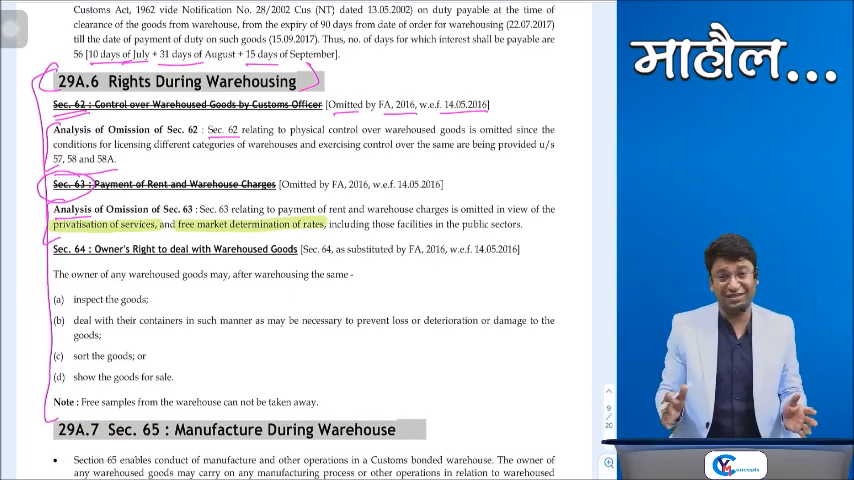 Customs Act, 1962 vide Notification No. 28/2002 Cus (NT) dated 13.05.2002) on duty payable at the time of
clearance of the goods from warehouse, from the expiry of 90 days from date of order for warehousing (22.07.2017)
till the date of payment of duty on such goods (15.09.2017). Thus, no. of days for which interest shall be payable are
56 [10 days of July + 31 days of August + 15 days of September].
29A.6 Rights During Warehousing
Sec. 62 : Control over Warehoused Goods by Customs Officer [Omitted by FA, 2016, w.e.f. 14.05.2016]
Analysis of Omission of Sec. 62 : Sec. 62 relating to physical control over warehoused goods is omitted since the
conditions for licensing different categories of warehouses and exercising control over the same are being provided u/s
57, 58 and 58A.
Sec. 63 : Payment of Rent and Warehouse Charges [Omitted by FA, 2016, w.e.f. 14.05.2016]
Analysis of Omission of Sec. 63 : Sec. 63 relating to payment of rent and warehouse charges is omitted in view of the
privatisation of services, and free market determination of rates, including those facilities in the public sectors.
Sec. 64 : Owner's Right to deal with Warehoused Goods [Sec. 64, as substituted by FA, 2016, w.e.f. 14.05.2016]
The owner of any warehoused goods may, after warehousing the same -
(a) inspect the goods;
(b) deal with their containers in such manner as may be necessary to prevent loss or deterioration or damage to the
goods;
(c) sort the goods; or
(d) show the goods for sale.
Note : Free samples from the warehouse can not be taken away.
29A.7 Sec. 65 : Manufacture During Warehouse
• Section 65 enables conduct of manufacture and other operations in a Customs bonded warehouse. The owner of
any warehoused goods may carry on any manufacturing process or other operations in relation to warehoused
माहौल...
9
20